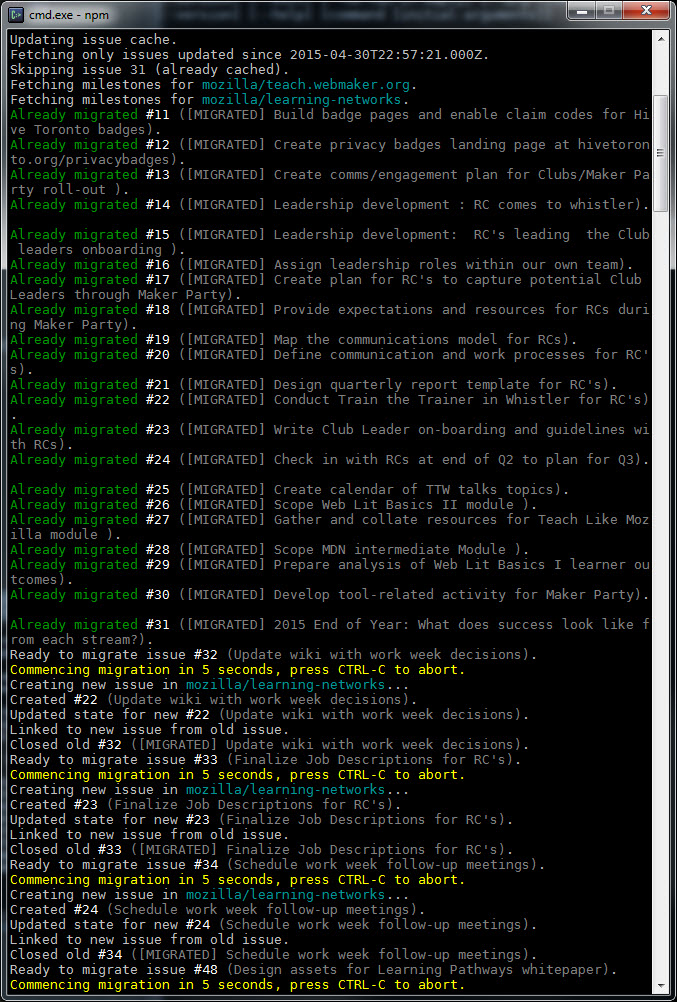 cmd.exe - npm
Updating issue cache.
Fetching only issues updated since 2015-04-30T22:57:21.000Z.
Skipping issue 31 (already cached).
Fetching milestones for mozilla/teach.webmaker.org.
Fetching milestones for mozilla/learning-networks.
Already migrated #11 ([MIGRATED] Build badge pages and enable claim codes for Hi
ve Toronto badges).
Already migrated #12 ([MIGRATED] Create privacy badges landing page at hivetoron
to.org/privacybadges).
Already migrated #13 ([MIGRATED] Create comms/engagement plan for Clubs/Maker Pa
rty roll-out ).
Already migrated #14 ([MIGRATED] Leadership development : RC comes to whistler).
Already migrated #15 ([MIGRATED] Leadership development:  RC's leading  the Club
 leaders onboarding ).
Already migrated #16 ([MIGRATED] Assign leadership roles within our own team).
Already migrated #17 ([MIGRATED] Create plan for RC's to capture potential Club
Leaders through Maker Party).
Already migrated #18 ([MIGRATED] Provide expectations and resources for RCs duri
ng Maker Party).
Already migrated #19 ([MIGRATED] Map the communications model for RCs).
Already migrated #20 ([MIGRATED] Define communication and work processes for RC'
s).
Already migrated #21 ([MIGRATED] Design quarterly report template for RC's).
Already migrated #22 ([MIGRATED] Conduct Train the Trainer in Whistler for RC's)
.
Already migrated #23 ([MIGRATED] Write Club Leader on-boarding and guidelines wi
th RCs).
Already migrated #24 ([MIGRATED] Check in with RCs at end of Q2 to plan for Q3).
Already migrated #25 ([MIGRATED] Create calendar of TTW talks topics).
Already migrated #26 ([MIGRATED] Scope Web Lit Basics II module ).
Already migrated #27 ([MIGRATED] Gather and collate resources for Teach Like Moz
illa module ).
Already migrated #28 ([MIGRATED] Scope MDN intermediate Module ).
Already migrated #29 ([MIGRATED] Prepare analysis of Web Lit Basics I learner ou
tcomes).
Already migrated #30 ([MIGRATED] Develop tool-related activity for Maker Party).
Already migrated #31 ([MIGRATED] 2015 End of Year: What does success look like f
rom each stream?).
Ready to migrate issue #32 (Update wiki with work week decisions).
Commencing migration in 5 seconds, press CTRL-C to abort.
Creating new issue in mozilla/learning-networks...
Created #22 (Update wiki with work week decisions).
Updated state for new #22 (Update wiki with work week decisions).
Linked to new issue from old issue.
Closed old #32 ([MIGRATED] Update wiki with work week decisions).
Ready to migrate issue #33 (Finalize Job Descriptions for RC's).
Commencing migration in 5 seconds, press CTRL-C to abort.
Creating new issue in mozilla/learning-networks...
Created #23 (Finalize Job Descriptions for RC's).
Updated state for new #23 (Finalize Job Descriptions for RC's).
Linked to new issue from old issue.
Closed old #33 ([MIGRATED] Finalize Job Descriptions for RC's).
Ready to migrate issue #34 (Schedule work week follow-up meetings).
Commencing migration in 5 seconds, press CTRL-C to abort.
Creating new issue in mozilla/learning-networks...
Created #24 (Schedule work week follow-up meetings).
Updated state for new #24 (Schedule work week follow-up meetings).
Linked to new issue from old issue.
Closed old #34 ([MIGRATED] Schedule work week follow-up meetings).
Ready to migrate issue #48 (Design assets for Learning Pathways whitepaper).
Commencing migration in 5 seconds, press CTRL-C to abort.